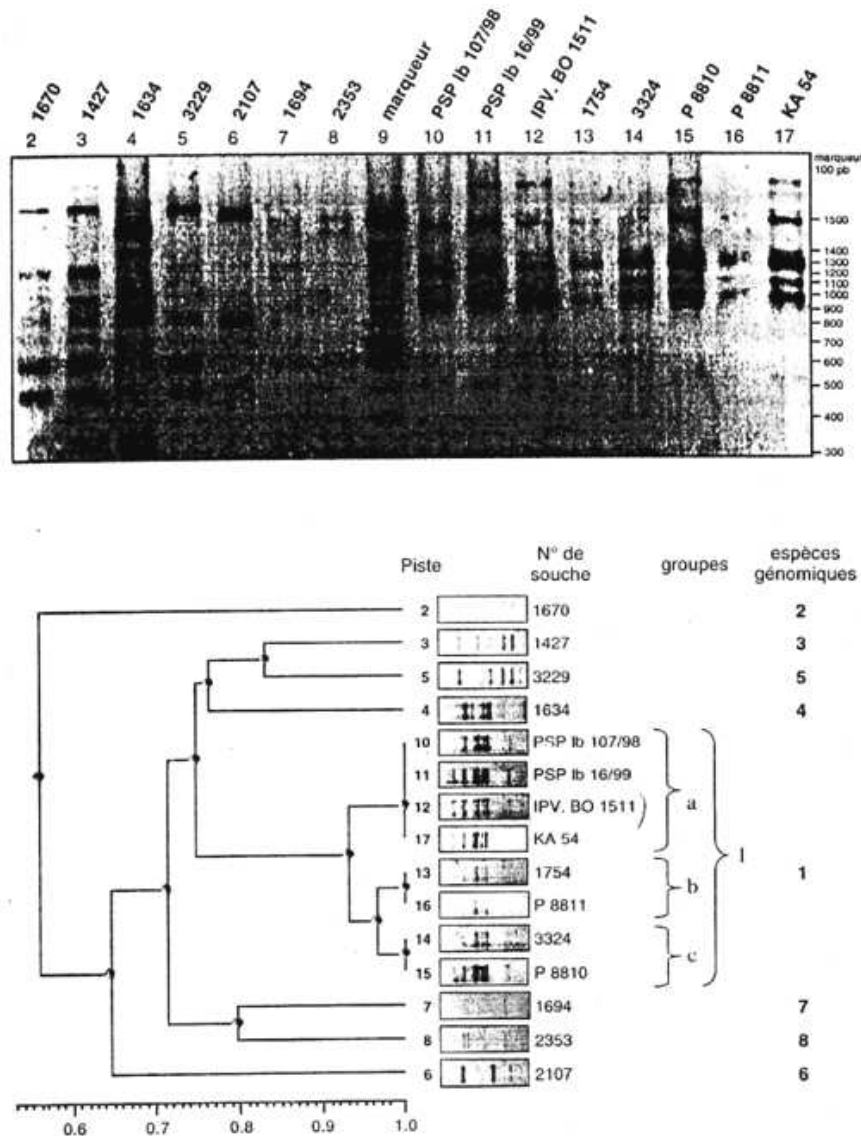 2 1670
3 1427
4 1634
5 3229
6 2107
7 1694
8 2353
9 marqueur
10 PSP Ib 107/98
11 PSP Ib 16/99
12 IPV. BO 1511
13 1754
14 3324
15 P 8810
16 P 8811
17 KA 54
marqueur
100 pb
1500
1400
1300
1200
1100
1000
900
800
700
600
500
400
300
Piste N° de souche groupes espèces génomiques
2 1670 2
3 1427 3
5 3229 5
4 1634 4
10 PSP Ib 107/98
11 PSP Ib 16/99
12 IPV. BO 1511) a
17 KA 54
13 1754 1
b
16 P 8811
14 3324
c
15 P 8810
7 1694 7
8 2353 8
6 2107 6
0.6 0.7 0.8 0.9 1.0